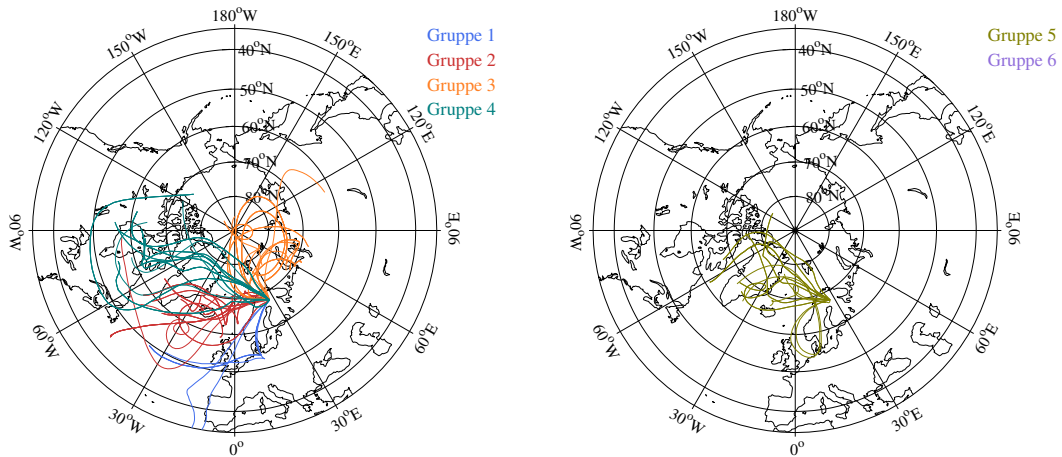 180°W
150°W
150°E
120°W
120°E
90°W
90°E
60°W
60°E
30°W
30°E
0°
40°N
50°N
60°N
70°N
80°N
Gruppe 1
Gruppe 2
Gruppe 3
Gruppe 4
180°W
150°W
150°E
120°W
120°E
90°W
90°E
60°W
60°E
30°W
30°E
0°
40°N
50°N
60°N
70°N
80°N
Gruppe 5
Gruppe 6